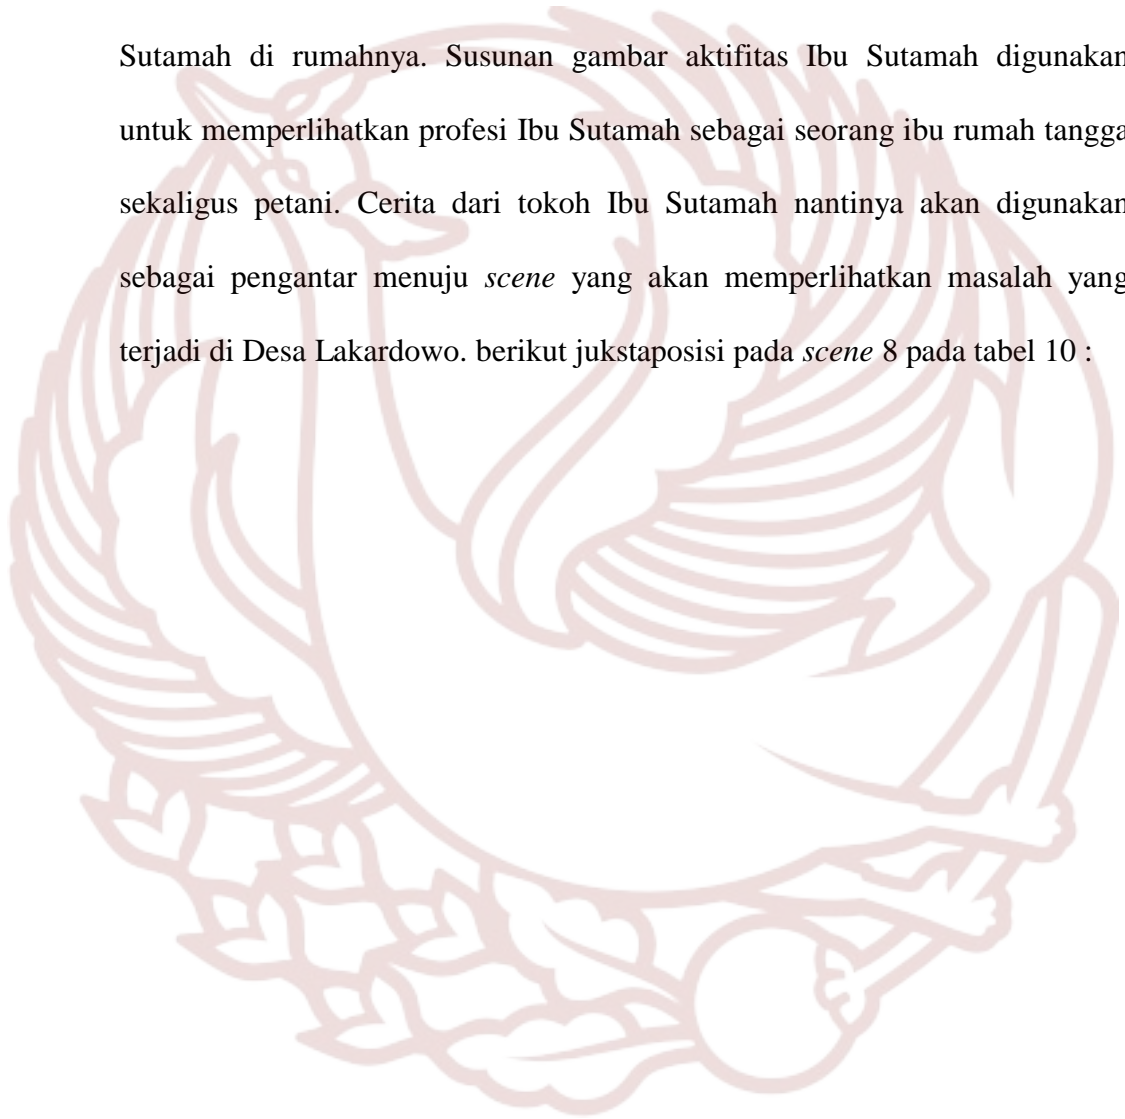 Sutamah di rumahnya. Susunan gambar aktifitas Ibu Sutamah digunakan
untuk memperlihatkan profesi Ibu Sutamah sebagai seorang ibu rumah tangga
sekaligus petani. Cerita dari tokoh Ibu Sutamah nantinya akan digunakan
sebagai pengantar menuju scene yang akan memperlihatkan masalah yang
terjadi di Desa Lakardowo. berikut jukstaposisi pada scene 8 pada tabel 10 :